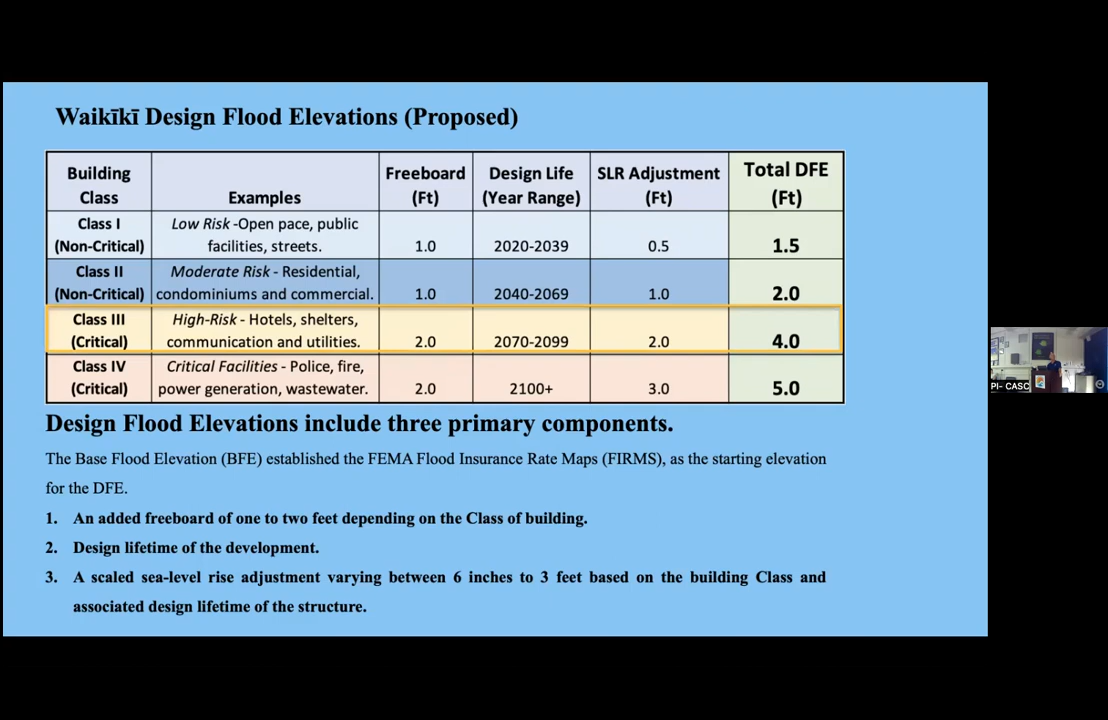 Waikīkī Design Flood Elevations (Proposed)
Building Class Examples Freeboard (Ft) Design Life (Year Range) SLR Adjustment (Ft) Total DFE (Ft)
Class I (Non-Critical) Low Risk -Open pace, public facilities, streets. 1.0 2020-2039 0.5 1.5
Class II (Non-Critical) Moderate Risk - Residential, condominiums and commercial. 1.0 2040-2069 1.0 2.0
Class III (Critical) High-Risk - Hotels, shelters, communication and utilities. 2.0 2070-2099 2.0 4.0
Class IV (Critical) Critical Facilities - Police, fire, power generation, wastewater. 2.0 2100+ 3.0 5.0
Design Flood Elevations include three primary components.
The Base Flood Elevation (BFE) established the FEMA Flood Insurance Rate Maps (FIRMS), as the starting elevation
for the DFE.
1. An added freeboard of one to two feet depending on the Class of building.
2. Design lifetime of the development.
3. A scaled sea-level rise adjustment varying between 6 inches to 3 feet based on the building Class and
associated design lifetime of the structure.
PI- CASC